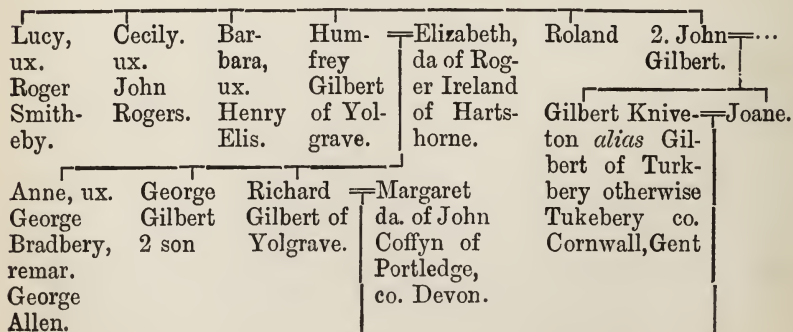 Lucy,
ux.
Roger
Smith-
eby.
Cecily.
ux.
John
Rogers.
Bar-
bara,
ux.
Henry
Elis.
Hum-
frey
Gilbert
of Yol-
grave.
Elizabeth,
da of Rog-
er Ireland
of Harts-
horne.
Roland
2. John
Gilbert.
...
Gilbert Knive-
ton alias Gil-
bert of Turk-
bery otherwise
Tukebery co.
Cornwall, Gent
Joane.
Anne, ux.
George
Bradbery,
remar.
George
Allen.
George
Gilbert
2 son
Richard
Gilbert of
Yolgrave.
Margaret
da. of John
Coffyn of
Portledge,
co. Devon.